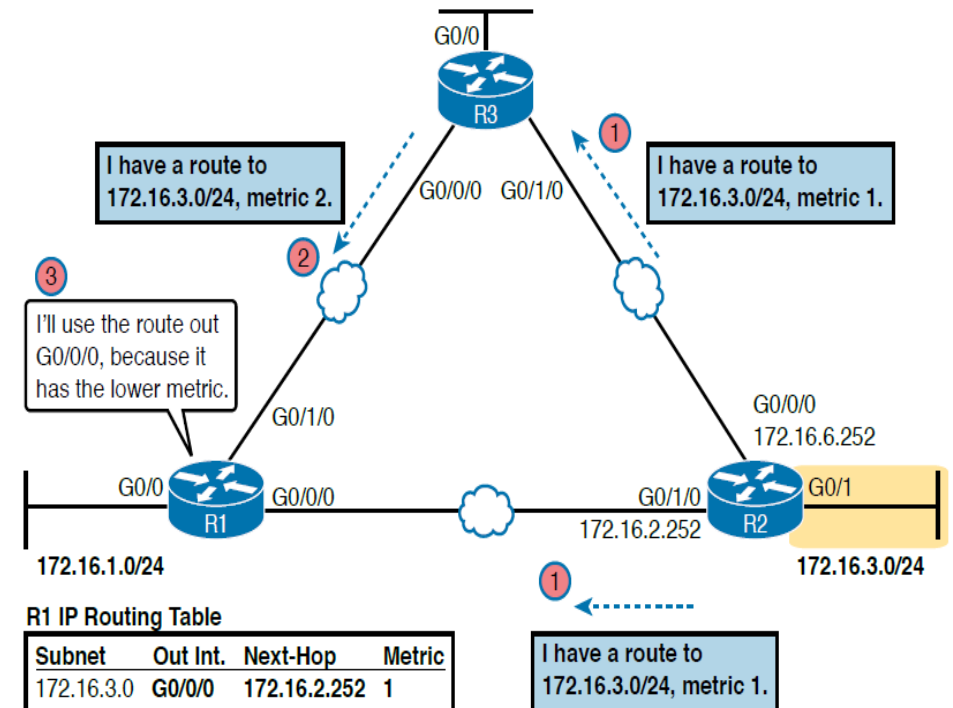 G0/0
R3
1
I have a route to
172.16.3.0/24, metric 2.
I have a route to
172.16.3.0/24, metric 1.
G0/0/0 G0/1/0
2
3
I'll use the route out
G0/0/0, because it
has the lower metric.
G0/1/0
G0/0/0
172.16.6.252
G0/0
R1
G0/0/0
G0/1/0
172.16.2.252
R2
G0/1
172.16.1.0/24
172.16.3.0/24
1
R1 IP Routing Table
Subnet Out Int. Next-Hop Metric
172.16.3.0 G0/0/0 172.16.2.252 1
I have a route to
172.16.3.0/24, metric 1.